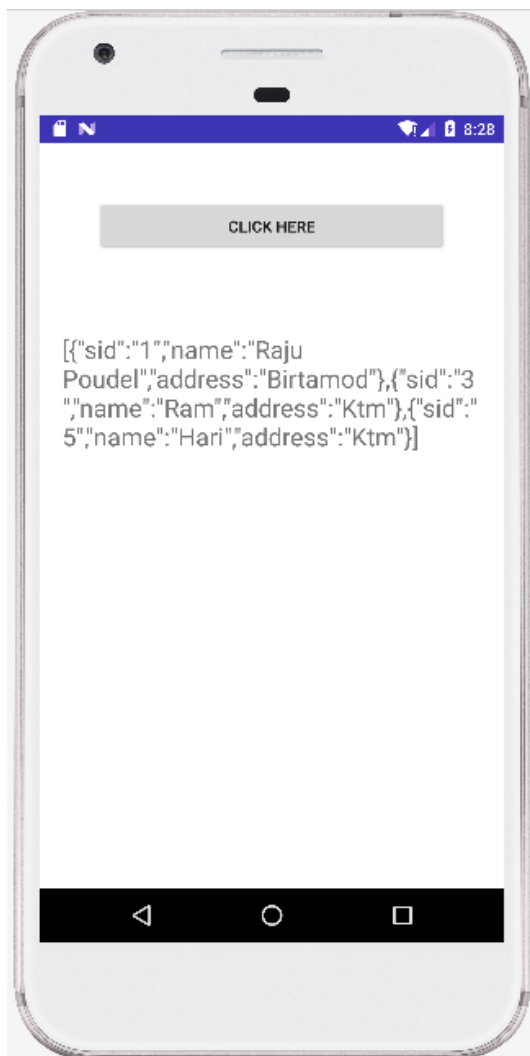 8:28
CLICK HERE
[{"sid":"1","name":"Raju
Poudel","address":"Birtamod"},{"sid":"3
","name":"Ram","address":"Ktm"},{"sid":"
5","name":"Hari","address":"Ktm"}]